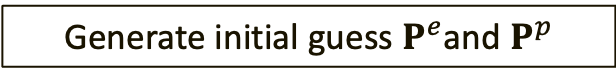 Generate initial guess 𝐏ᵉ and 𝐏ᵖ